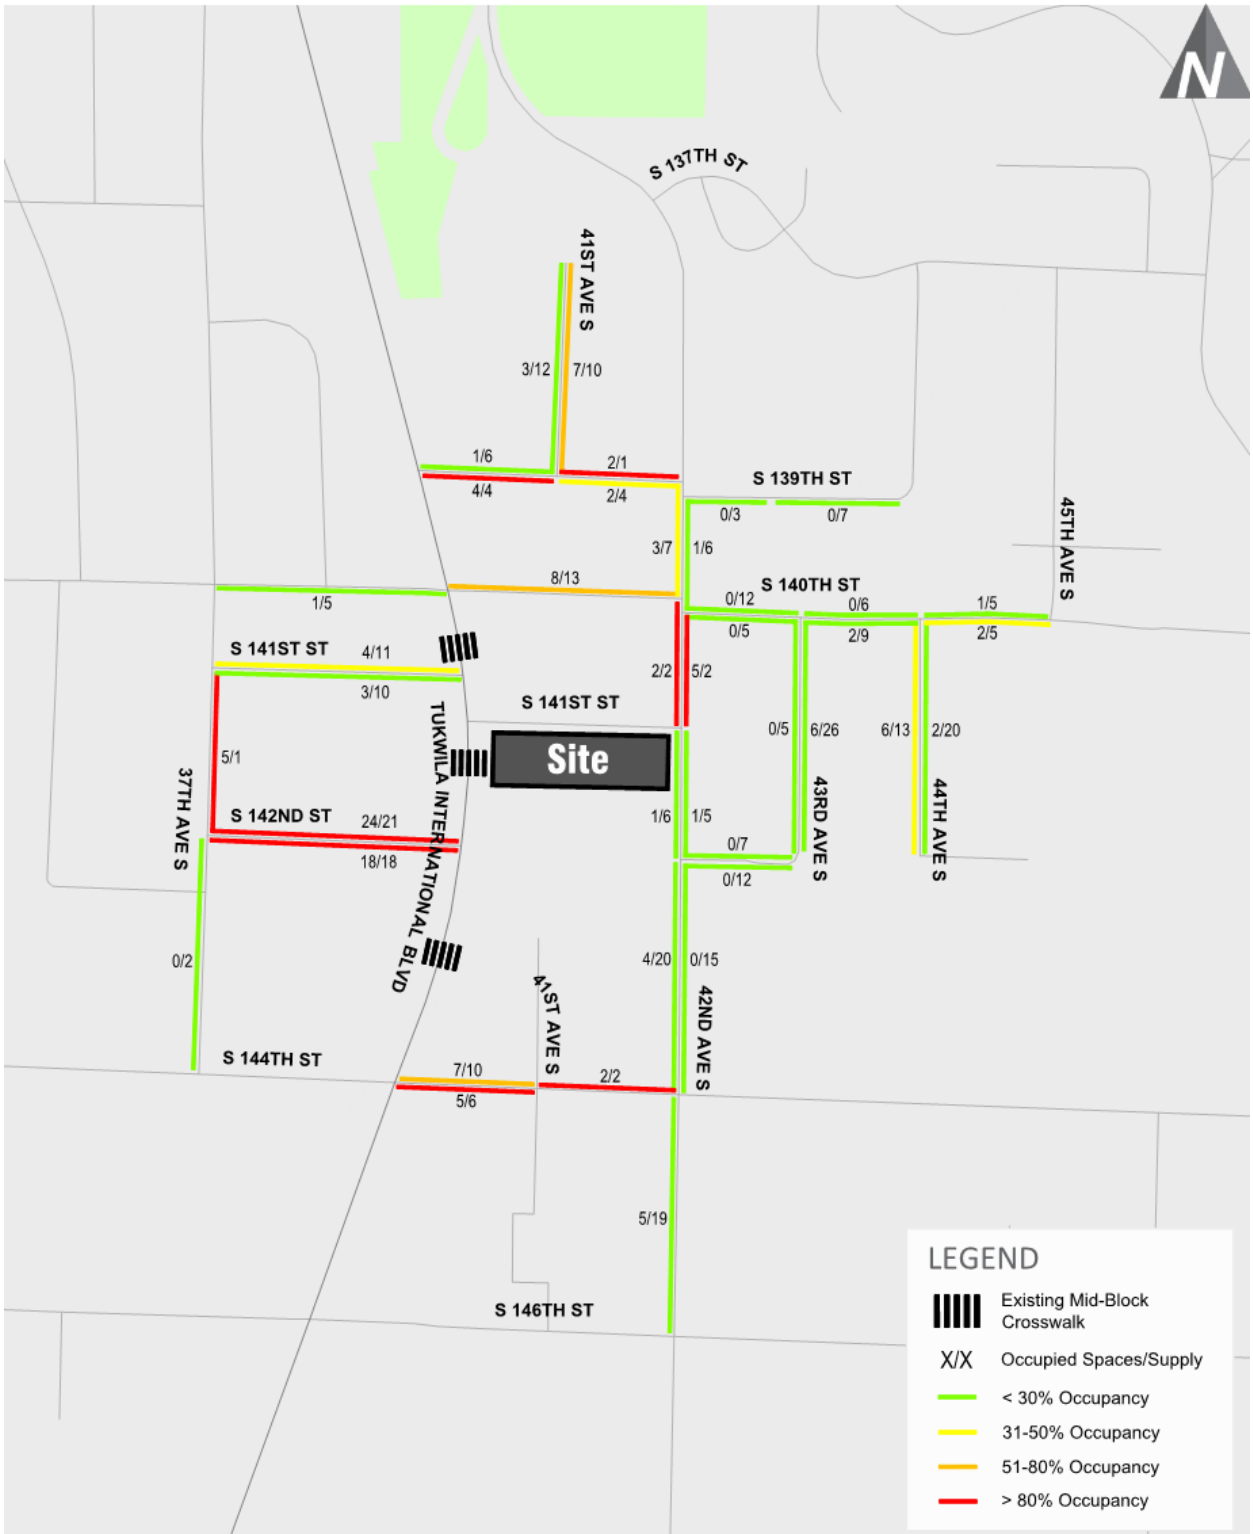 N
S 137TH ST
41ST AVE S
3/12
7/10
1/6
2/1
4/4
2/4
S 139TH ST
0/3
0/7
45TH AVE S
3/7
1/6
8/13
S 140TH ST
0/12
0/6
1/5
1/5
0/5
2/9
2/5
S 141ST ST
4/11
3/10
2/2
5/2
S 141ST ST
TUKWILA INTERNATIONAL BLVD
0/5
6/26
6/13
2/20
5/1
Site
37TH AVE S
S 142ND ST
24/21
18/18
1/6
1/5
43RD AVE S
44TH AVE S
0/7
0/12
0/2
4/20
0/15
41ST AVE S
42ND AVE S
S 144TH ST
7/10
2/2
5/6
5/19
S 146TH ST
LEGEND
Existing Mid-Block
Crosswalk
X/X
Occupied Spaces/Supply
< 30% Occupancy
31-50% Occupancy
51-80% Occupancy
> 80% Occupancy